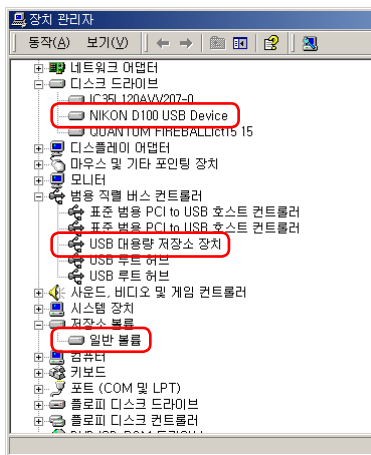 장치 관리자
동작(A) 보기(V)
네트워크 어댑터
디스크 드라이브
IC35L120AVV207-0
NIKON D100 USB Device
QUANTUM FIREBALLlct15 15
디스플레이 어댑터
마우스 및 기타 포인팅 장치
모니터
범용 직렬 버스 컨트롤러
표준 범용 PCI to USB 호스트 컨트롤러
표준 범용 PCI to USB 호스트 컨트롤러
USB 대용량 저장소 장치
USB 루트 허브
USB 루트 허브
사운드, 비디오 및 게임 컨트롤러
시스템 장치
저장소 볼륨
일반 볼륨
컴퓨터
키보드
포트 (COM 및 LPT)
플로피 디스크 드라이브
플로피 디스크 컨트롤러